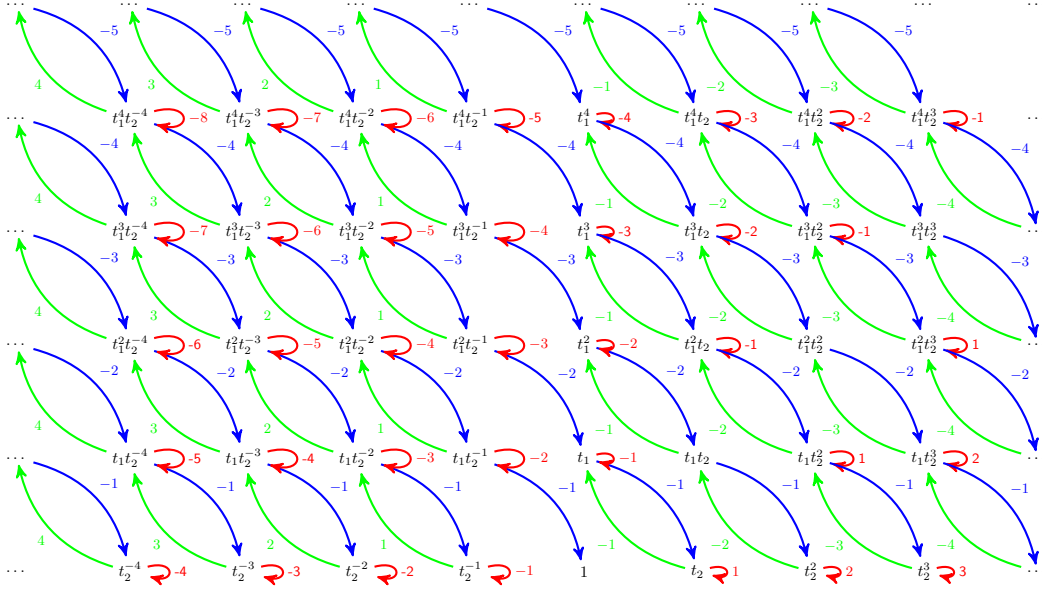 ⋯ ⋯ ⋯ ⋯ ⋯ ⋯ ⋯ ⋯ ⋯ ⋯
−5 −5 −5 −5 −5 −5 −5 −5
4 3 2 1 −1 −2 −3
t₁⁴t₂⁻⁴ -8 t₁⁴t₂⁻³ -7 t₁⁴t₂⁻² -6 t₁⁴t₂⁻¹ -5 t₁⁴ -4 t₁⁴t₂ -3 t₁⁴t₂² -2 t₁⁴t₂³ -1 ⋯
⋯
−4 −4 −4 −4 −4 −4 −4 −4 −4
4 3 2 1 −1 −2 −3 −4
⋯ t₁³t₂⁻⁴ -7 t₁³t₂⁻³ -6 t₁³t₂⁻² -5 t₁³t₂⁻¹ -4 t₁³ -3 t₁³t₂ -2 t₁³t₂² -1 t₁³t₂³ ⋯
−3 −3 −3 −3 −3 −3 −3 −3 −3
4 3 2 1 −1 −2 −3 −4
⋯ t₁²t₂⁻⁴ -6 t₁²t₂⁻³ -5 t₁²t₂⁻² -4 t₁²t₂⁻¹ -3 t₁² -2 t₁²t₂ -1 t₁²t₂² t₁²t₂³ 1 ⋯
−2 −2 −2 −2 −2 −2 −2 −2 −2
4 3 2 1 −1 −2 −3 −4
⋯ t₁t₂⁻⁴ -5 t₁t₂⁻³ -4 t₁t₂⁻² -3 t₁t₂⁻¹ -2 t₁ -1 t₁t₂ t₁t₂² 1 t₁t₂³ 2 ⋯
−1 −1 −1 −1 −1 −1 −1 −1 −1
4 3 2 1 −1 −2 −3 −4
⋯ t₂⁻⁴ -4 t₂⁻³ -3 t₂⁻² -2 t₂⁻¹ −1 1 t₂ 1 t₂² 2 t₂³ 3 ⋯